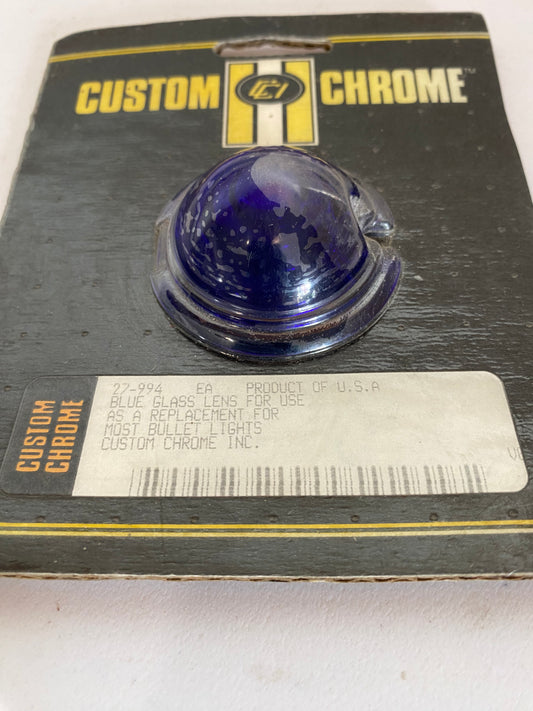 CUSTOM CCI CHROME™
27-994 EA PRODUCT OF U.S.A
BLUE GLASS LENS FOR USE
AS A REPLACEMENT FOR
MOST BULLET LIGHTS
CUSTOM CHROME INC.
CUSTOM
CHROME